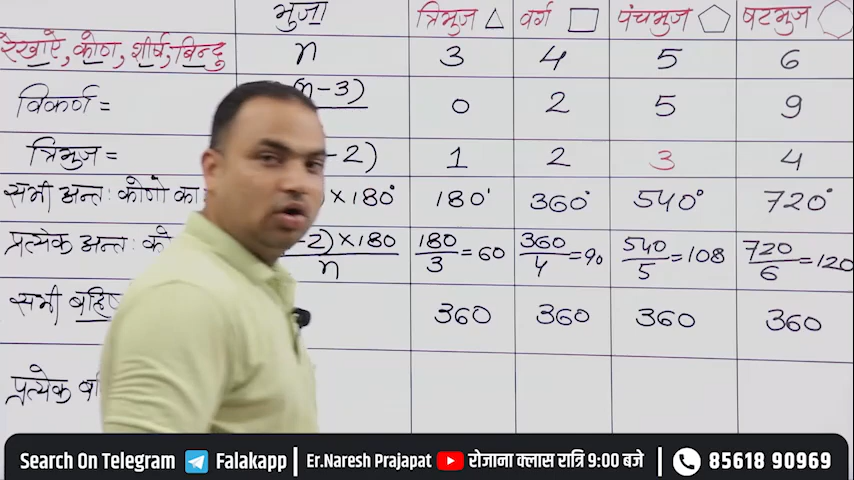 भुजा त्रिभुज वर्ग पंचभुज षटभुज
रेखाऐ, कोण, शीर्ष, बिन्दु n 3 4 5 6
विकर्ण = (n-3) 0 2 5 9
त्रिभुज = -2) 1 2 3 4
सभी अन्तः कोणो का ×180° 180° 360° 540° 720°
प्रत्येक अन्तः -2)×180/n 180/3=60 360/4=90 540/5=108 720/6=120
सभी 360 360 360 360
प्रत्येक
Search On Telegram Falakapp Er.Naresh Prajapat रोजाना क्लास रात्रि 9:00 बजे 85618 90969